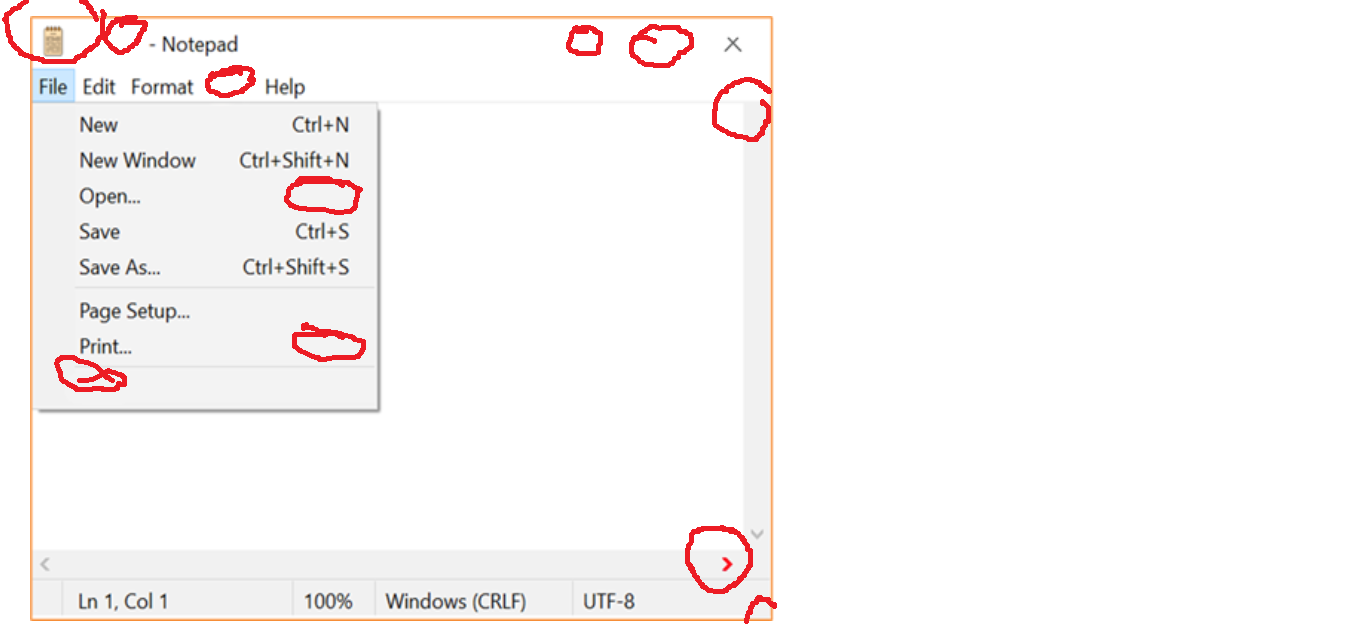 - Notepad
File Edit Format Help
New Ctrl+N
New Window Ctrl+Shift+N
Open...
Save Ctrl+S
Save As... Ctrl+Shift+S
Page Setup...
Print...
Ln 1, Col 1 100% Windows (CRLF) UTF-8